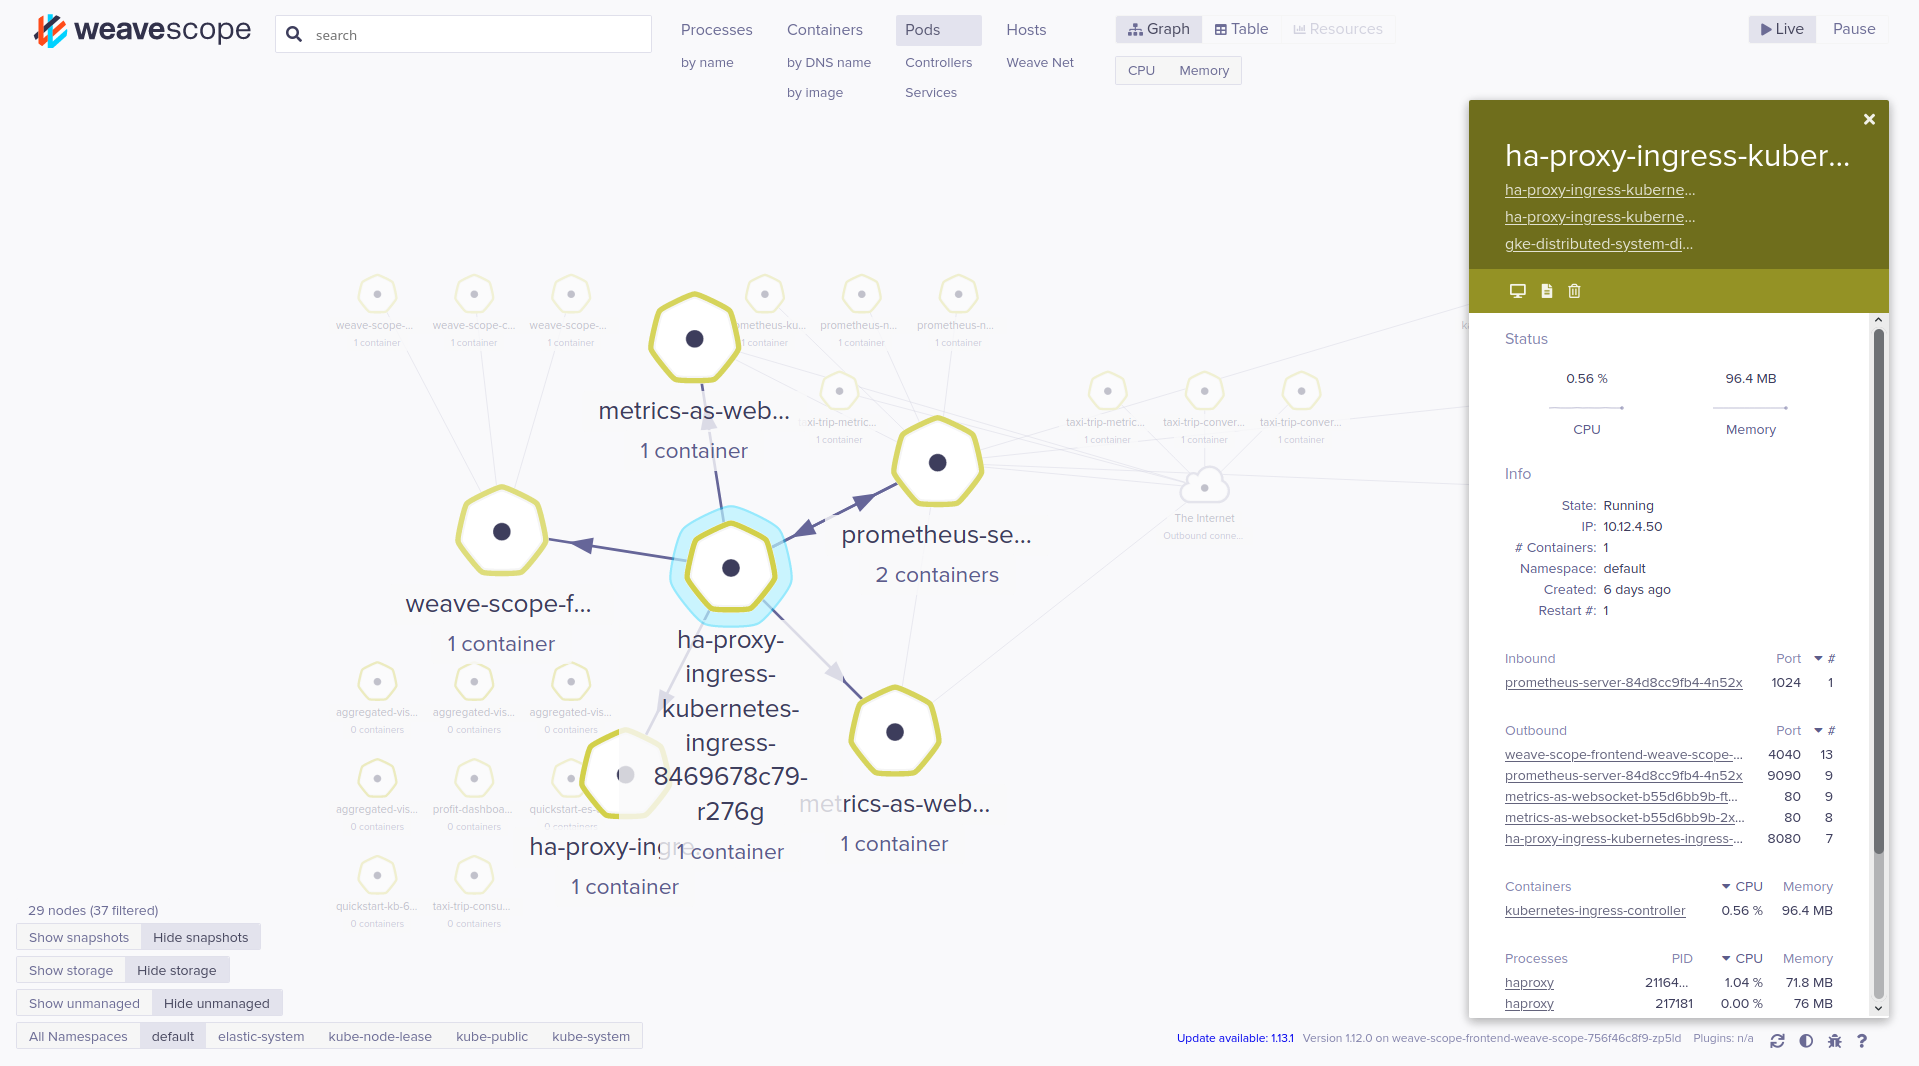 weavescope
search
Processes
by name
Containers
by DNS name
by image
Pods
Controllers
Services
Hosts
Weave Net
Graph
Table
Resources
CPU
Memory
Live
Pause
weave-scope-...
1 container
weave-scope-c...
1 container
weave-scope-...
1 container
metheus-ku...
1 container
prometheus-n...
1 container
prometheus-n...
1 container
metrics-as-web...
1 container
xi-trip-metric...
1 container
taxi-trip-metric...
1 container
taxi-trip-conver...
1 container
taxi-trip-conver...
1 container
The Internet
Outbound conne...
prometheus-se...
2 containers
weave-scope-f...
1 container
ha-proxy-
ingress-
kubernetes-
ingress-
8469678c79-
r276g
1 container
metrics-as-web...
1 container
ha-proxy-ingre...
1 container
aggregated-vis...
0 containers
aggregated-vis...
0 containers
aggregated-vis...
0 containers
aggregated-vis...
0 containers
profit-dashboa...
0 containers
quickstart-es-...
0 containers
quickstart-kb-6...
0 containers
taxi-trip-consu...
0 containers
29 nodes (37 filtered)
Show snapshots Hide snapshots
Show storage Hide storage
Show unmanaged Hide unmanaged
All Namespaces default elastic-system kube-node-lease kube-public kube-system
ha-proxy-ingress-kuber...
ha-proxy-ingress-kuberne...
ha-proxy-ingress-kuberne...
gke-distributed-system-di...
Status
0.56 % 96.4 MB
CPU Memory
Info
State: Running
IP: 10.12.4.50
# Containers: 1
Namespace: default
Created: 6 days ago
Restart #: 1
Inbound Port #
prometheus-server-84d8cc9fb4-4n52x 1024 1
Outbound Port #
weave-scope-frontend-weave-scope-... 4040 13
prometheus-server-84d8cc9fb4-4n52x 9090 9
metrics-as-websocket-b55d6bb9b-ft... 80 9
metrics-as-websocket-b55d6bb9b-2x... 80 8
ha-proxy-ingress-kubernetes-ingress-... 8080 7
Containers CPU Memory
kubernetes-ingress-controller 0.56 % 96.4 MB
Processes PID CPU Memory
haproxy 21164... 1.04 % 71.8 MB
haproxy 217181 0.00 % 76 MB
Update available: 1.13.1 Version 1.12.0 on weave-scope-frontend-weave-scope-756f46c8f9-zp5ld Plugins: n/a